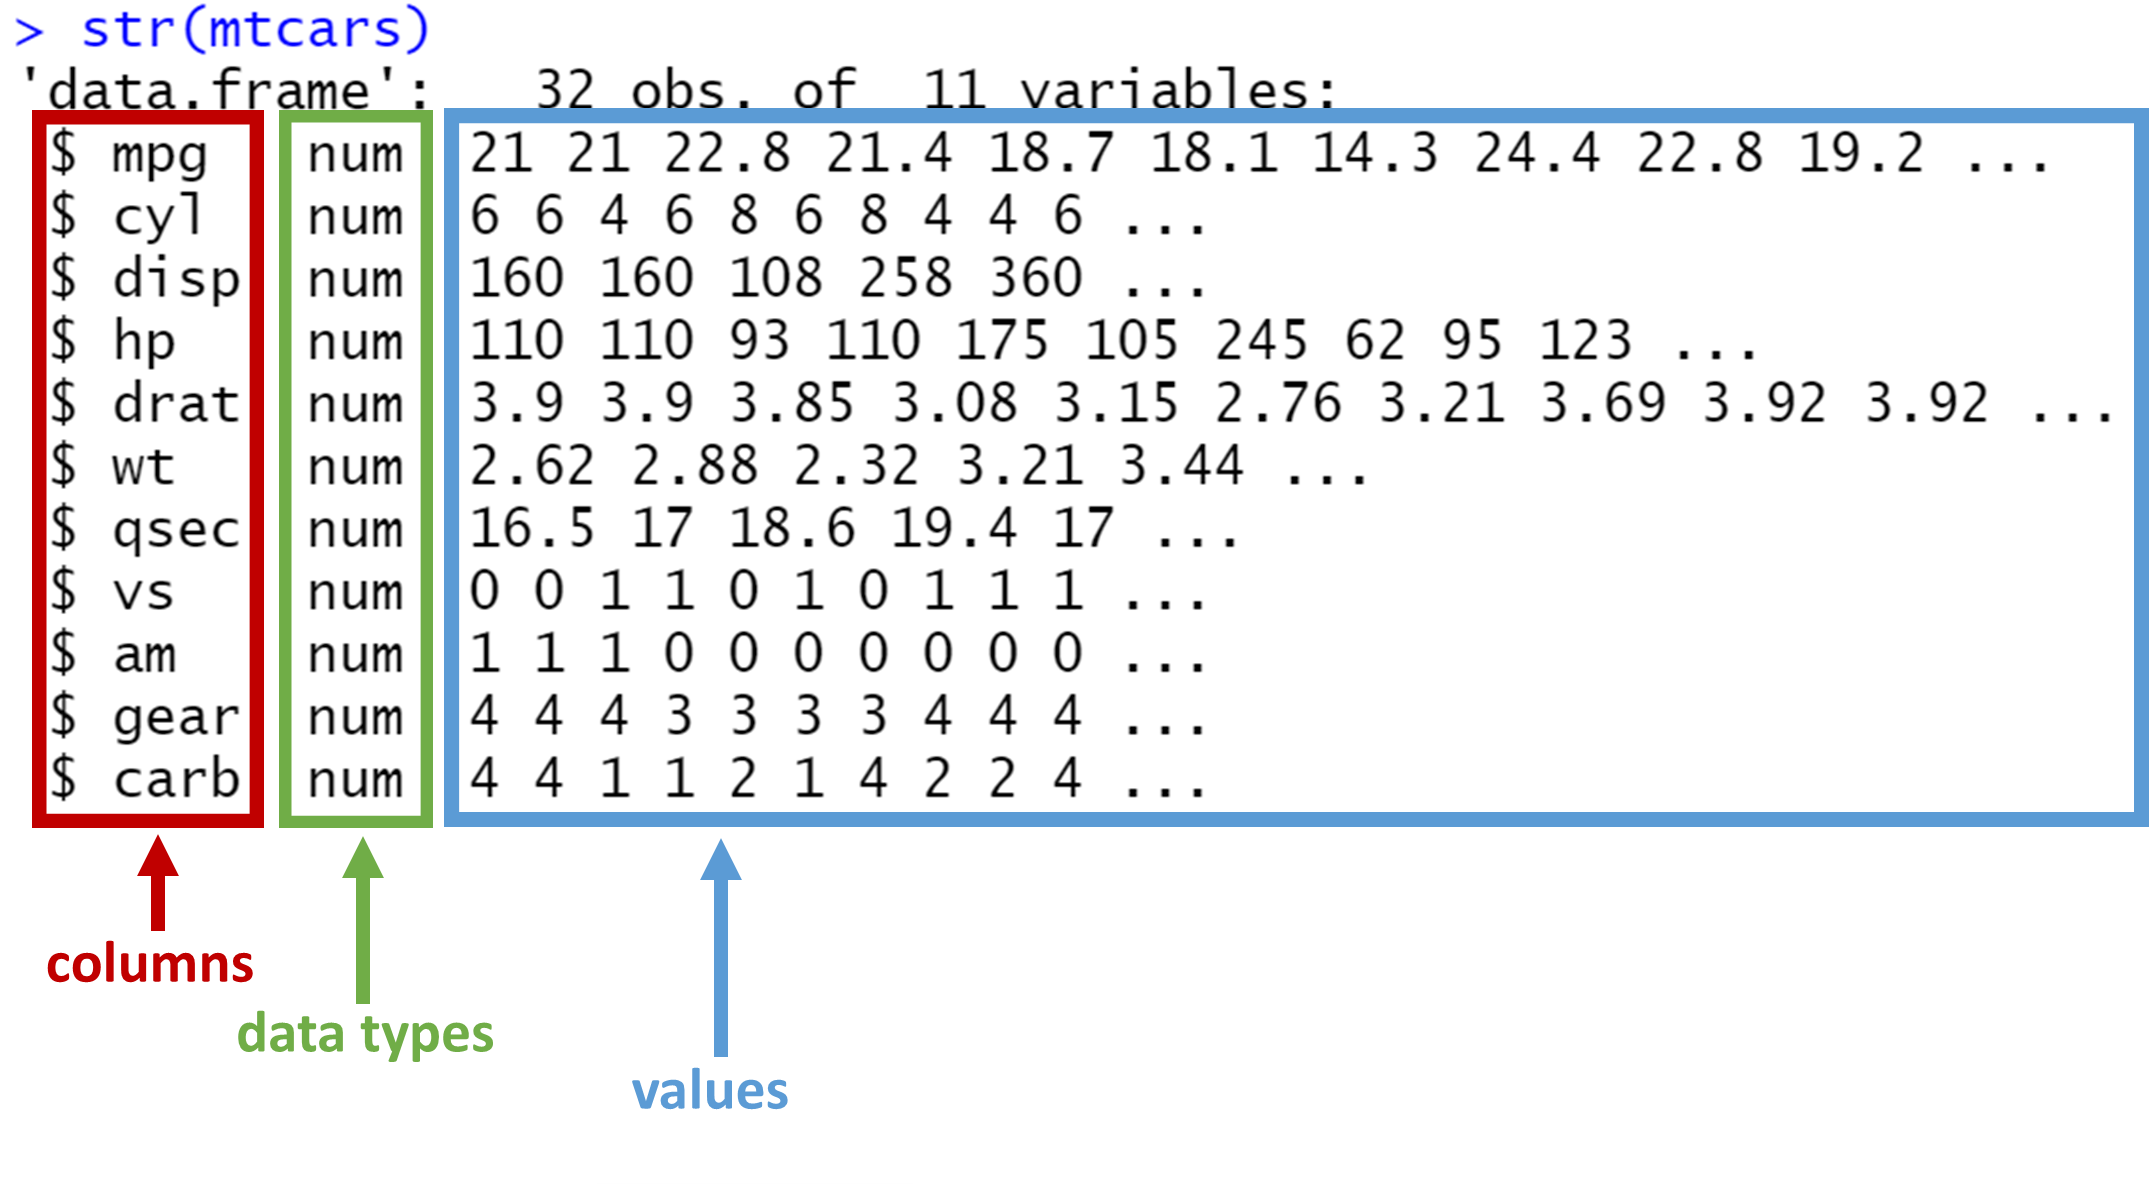 > str(mtcars)
'data.frame':   32 obs. of  11 variables:
$ mpg  num  21 21 22.8 21.4 18.7 18.1 14.3 24.4 22.8 19.2 ...
$ cyl  num  6 6 4 6 8 6 8 4 4 6 ...
$ disp num  160 160 108 258 360 ...
$ hp   num  110 110 93 110 175 105 245 62 95 123 ...
$ drat num  3.9 3.9 3.85 3.08 3.15 2.76 3.21 3.69 3.92 3.92 ...
$ wt   num  2.62 2.88 2.32 3.21 3.44 ...
$ qsec num  16.5 17 18.6 19.4 17 ...
$ vs   num  0 0 1 1 0 1 0 1 1 1 ...
$ am   num  1 1 1 0 0 0 0 0 0 0 ...
$ gear num  4 4 4 3 3 3 3 4 4 4 ...
$ carb num  4 4 1 1 2 1 4 2 2 4 ...
columns
data types
values